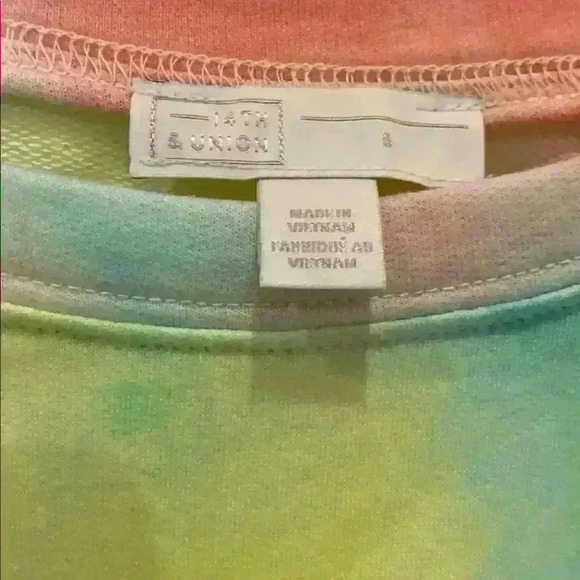 14TH
& UNION
MADE IN
VIETNAM
FABRIQUÉ AU
VIETNAM